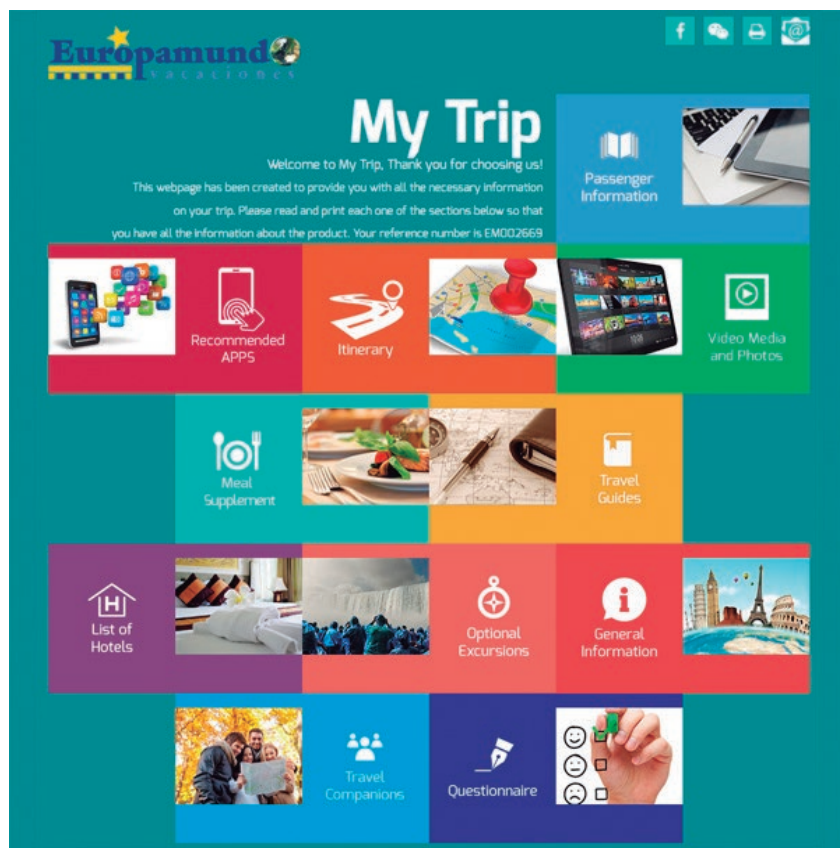 Europamundo
vacaciones
My Trip
Welcome to My Trip, Thank you for choosing us!
This webpage has been created to provide you with all the necessary information
on your trip. Please read and print each one of the sections below so that
you have all the information about the product. Your reference number is EM002669
Passenger
Information
Recommended
APPS
Itinerary
Video Media
and Photos
Meal
Supplement
Travel
Guides
H
List of
Hotels
Optional
Excursions
General
Information
Travel
Companions
Questionnaire